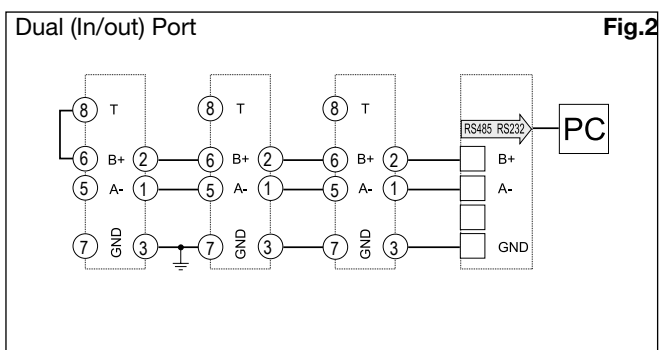 Dual (In/out) Port Fig.2
8 T 8 T 8 T
RS485 RS232 PC
6 B+ 2 6 B+ 2 6 B+ 2 B+
5 A- 1 5 A- 1 5 A- 1 A-
7 GND 3 7 GND 3 7 GND 3 GND